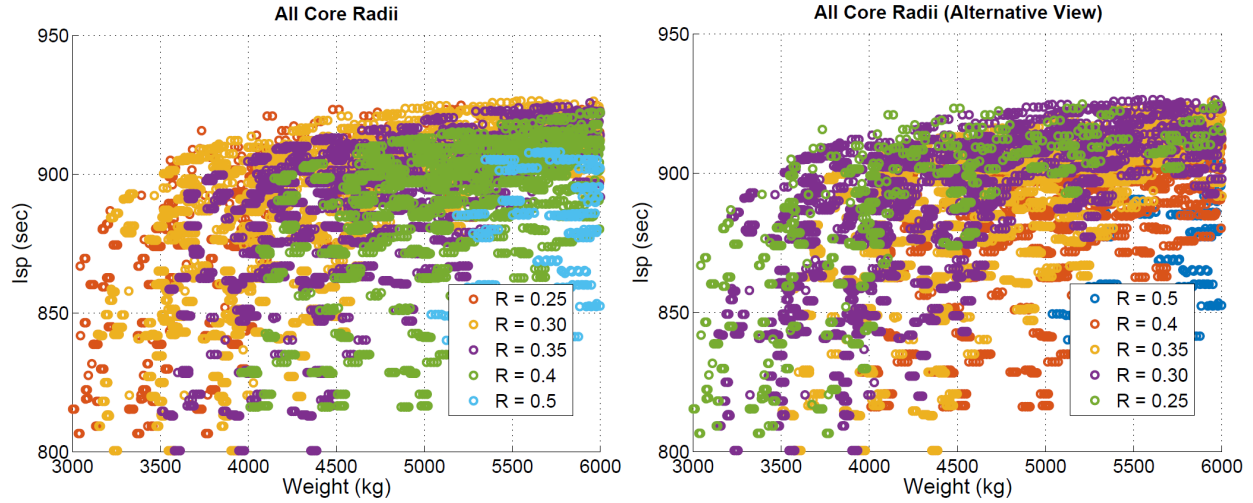 All Core Radii
950
900
850
800
Isp (sec)
3000
3500
4000
4500
5000
5500
6000
Weight (kg)
R = 0.25
R = 0.30
R = 0.35
R = 0.4
R = 0.5
All Core Radii (Alternative View)
950
900
850
800
Isp (sec)
3000
3500
4000
4500
5000
5500
6000
Weight (kg)
R = 0.5
R = 0.4
R = 0.35
R = 0.30
R = 0.25